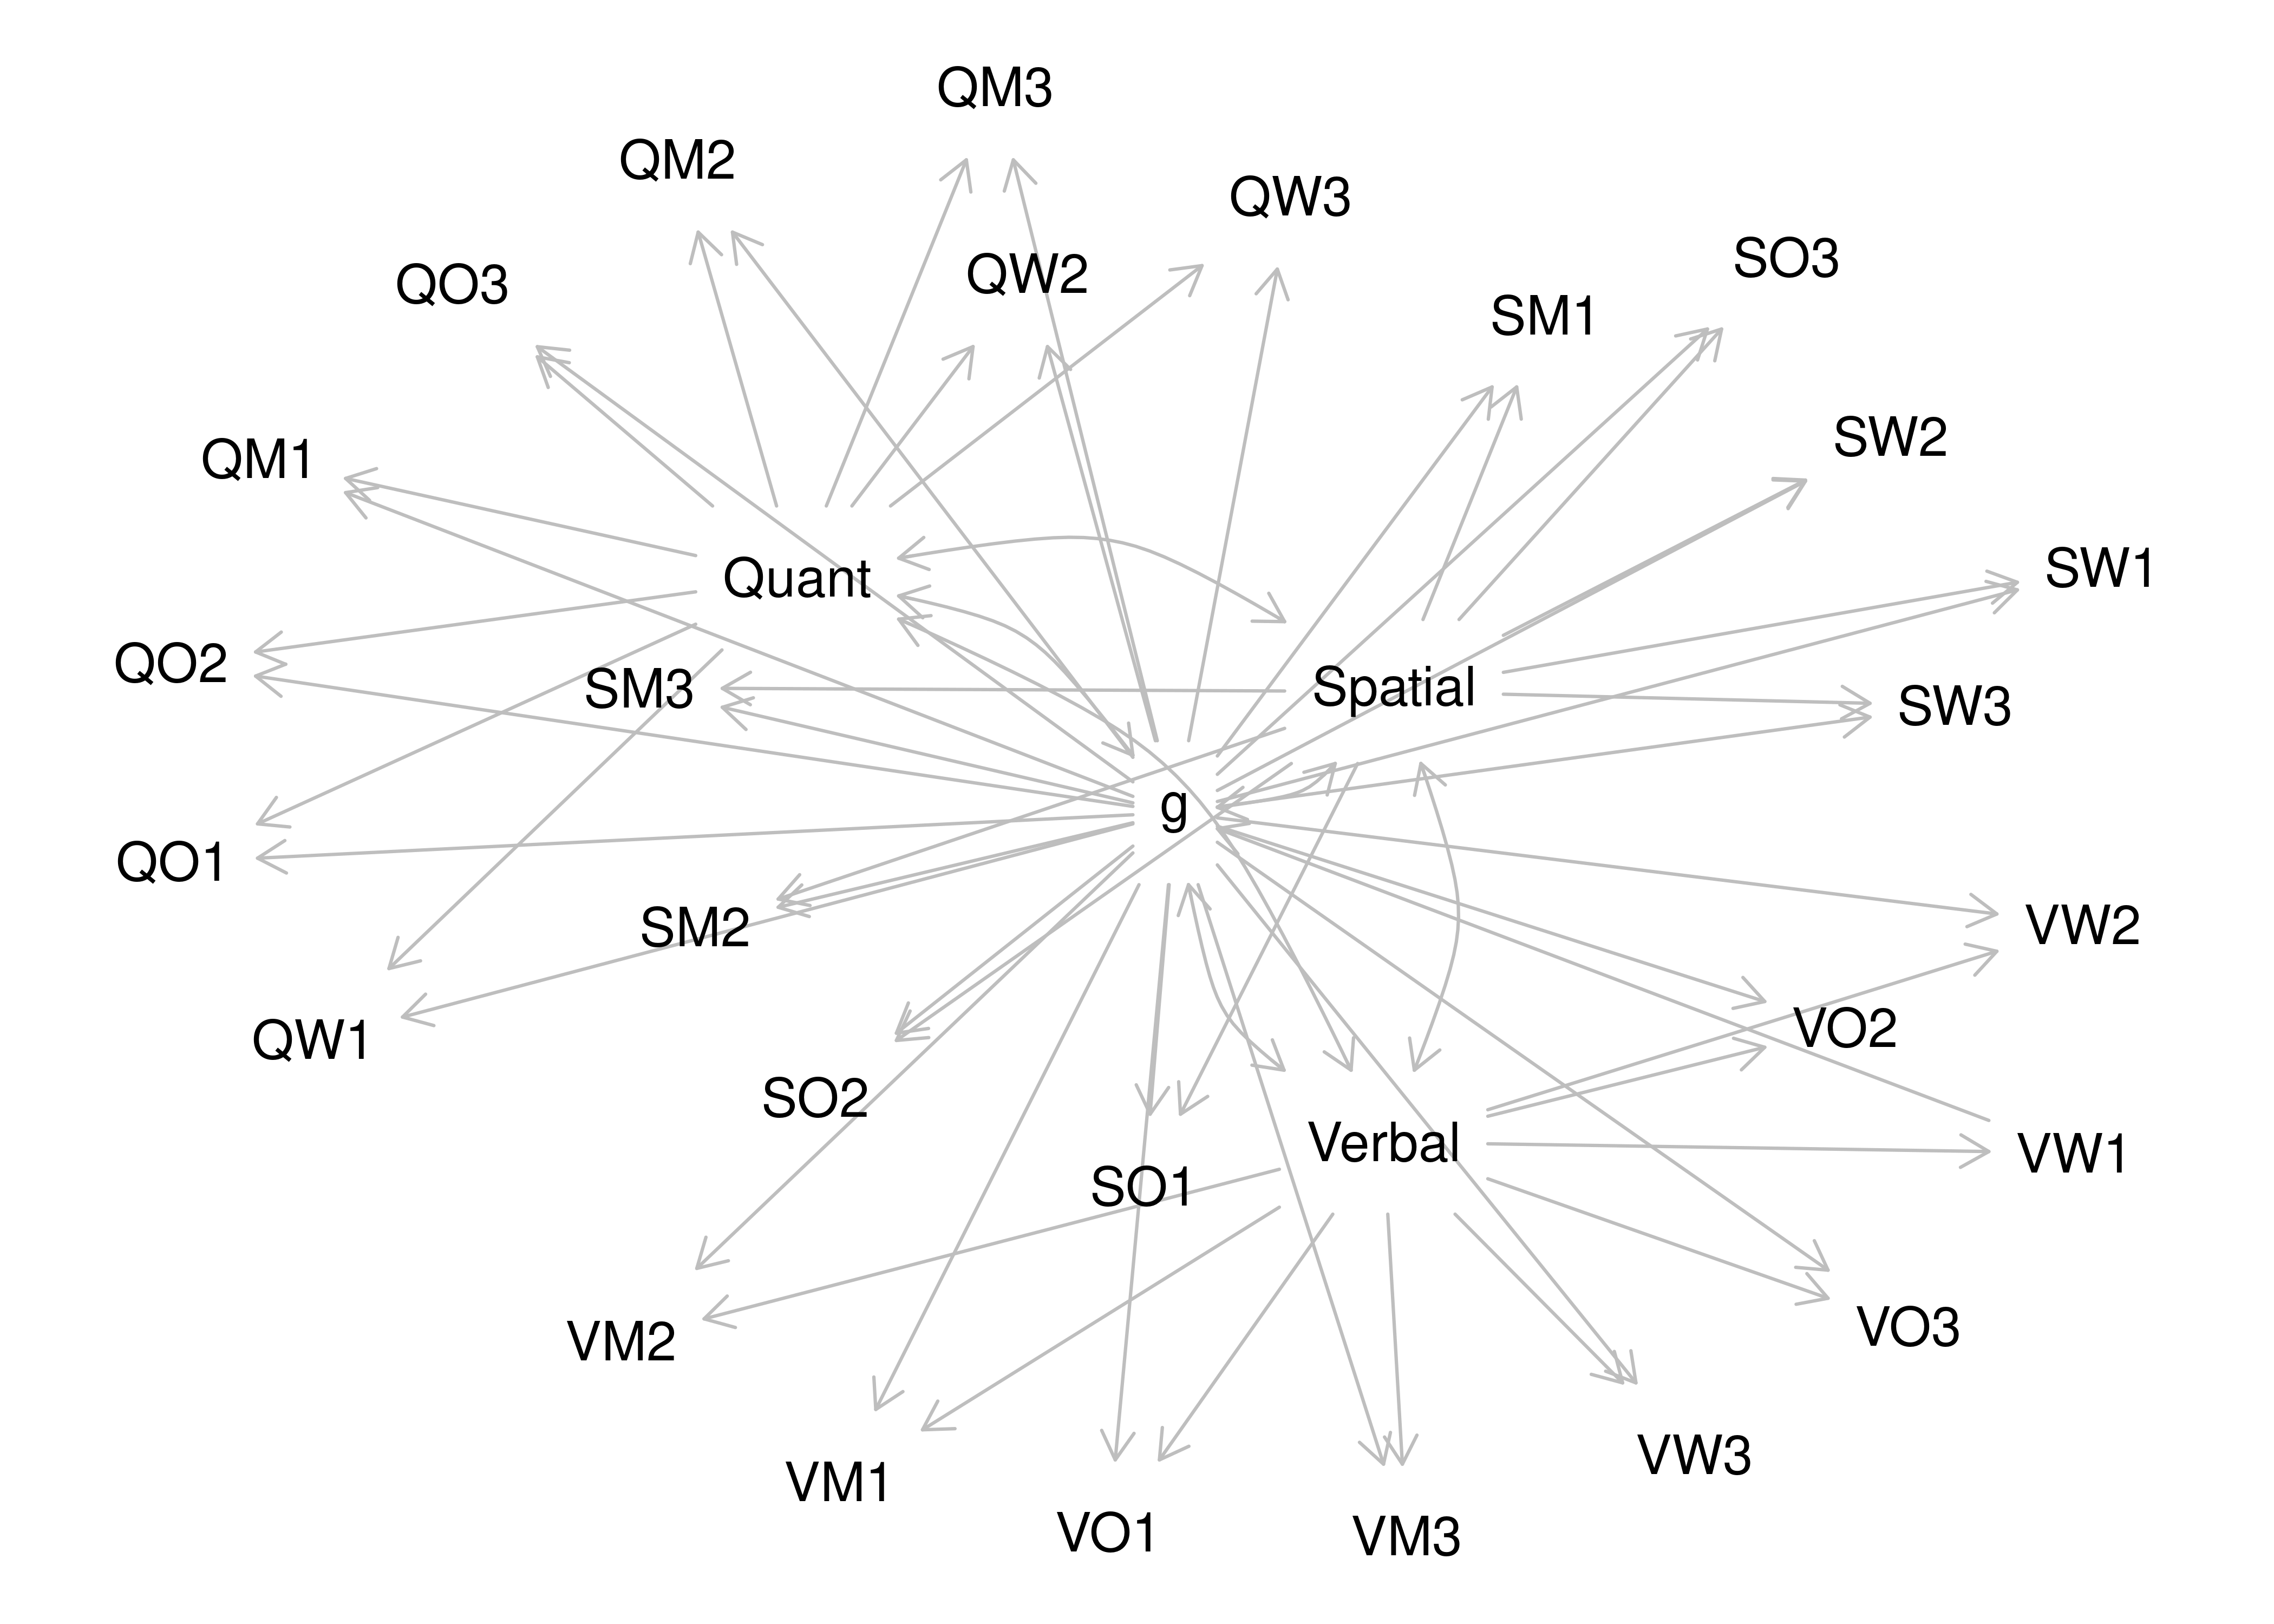 QM3
QM2
QW3
QW2
SO3
QO3
SM1
SW2
QM1
SW1
Quant
QO2
SM3
Spatial
SW3
g
QO1
SM2
VW2
VO2
QW1
SO2
Verbal
VW1
SO1
VO3
VM2
VW3
VM1
VO1
VM3